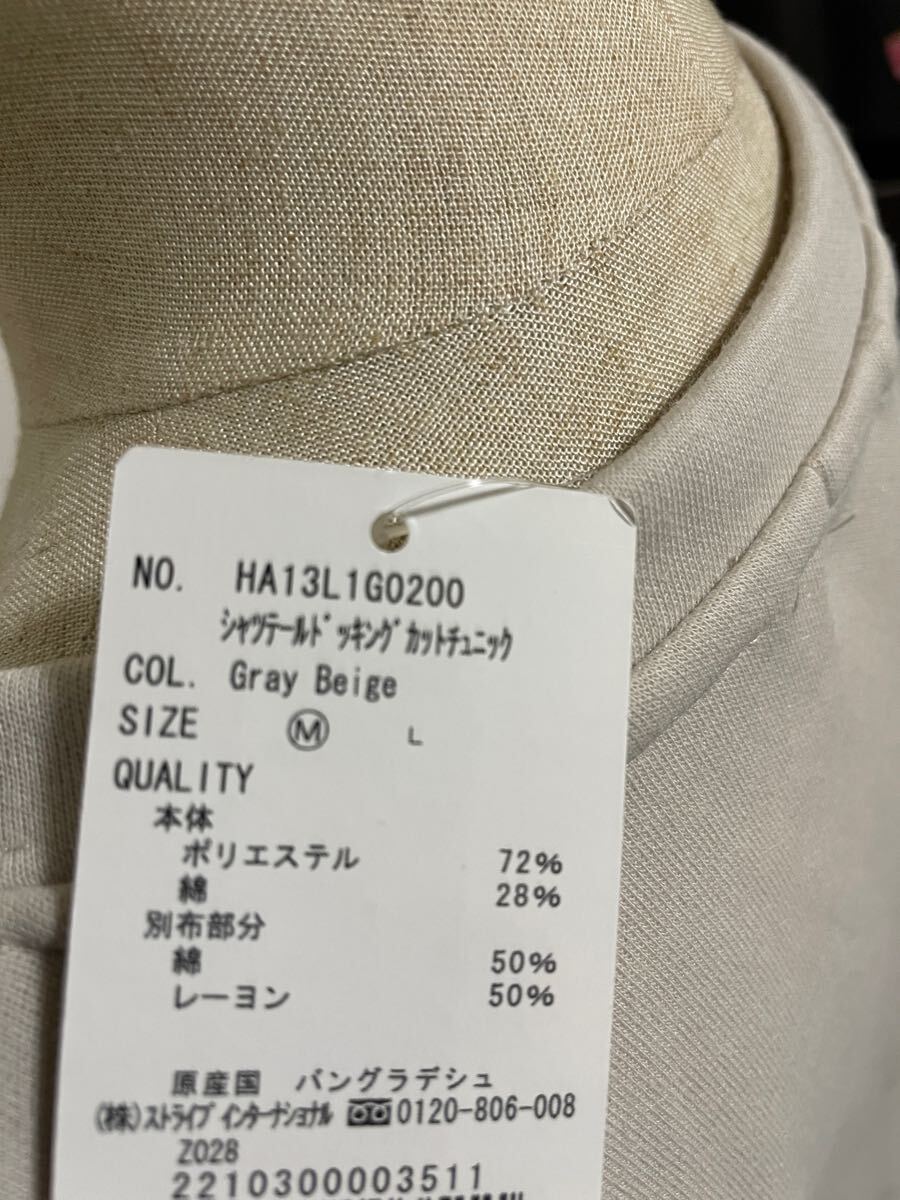 NO. HA13L1G0200
シャツテールドッキングカットチュニック
COL. Gray Beige
SIZE Ⓜ L
QUALITY
本体
ポリエステル 72%
綿 28%
別布部分
綿 50%
レーヨン 50%
原産国 バングラデシュ
(株)ストライプインターナショナル 0120-806-008
Z028
2210300003511